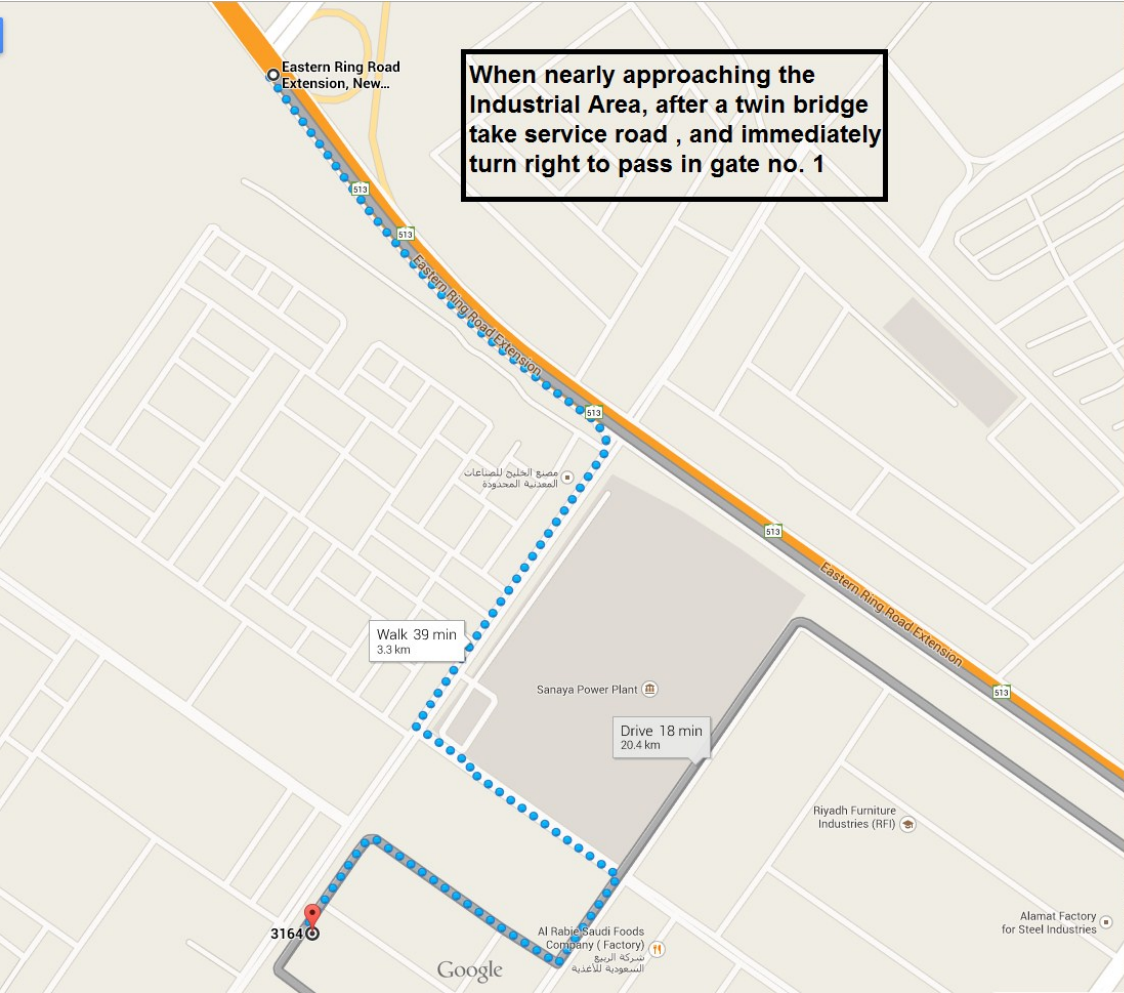 Eastern Ring Road
Extension, New...
When nearly approaching the
Industrial Area, after a twin bridge
take service road , and immediately
turn right to pass in gate no. 1
513
513
Eastern Ring Road Extension
513
مصنع الخليج للصناعات
المعدنية المحدودة
513
Eastern Ring Road Extension
Walk 39 min
3.3 km
Sanaya Power Plant
513
Drive 18 min
20.4 km
Riyadh Furniture
Industries (RFI)
Alamat Factory
for Steel Industries
3164
Al Rabie Saudi Foods
Company ( Factory)
شركة الربيع
السعودية للأغذية
Google